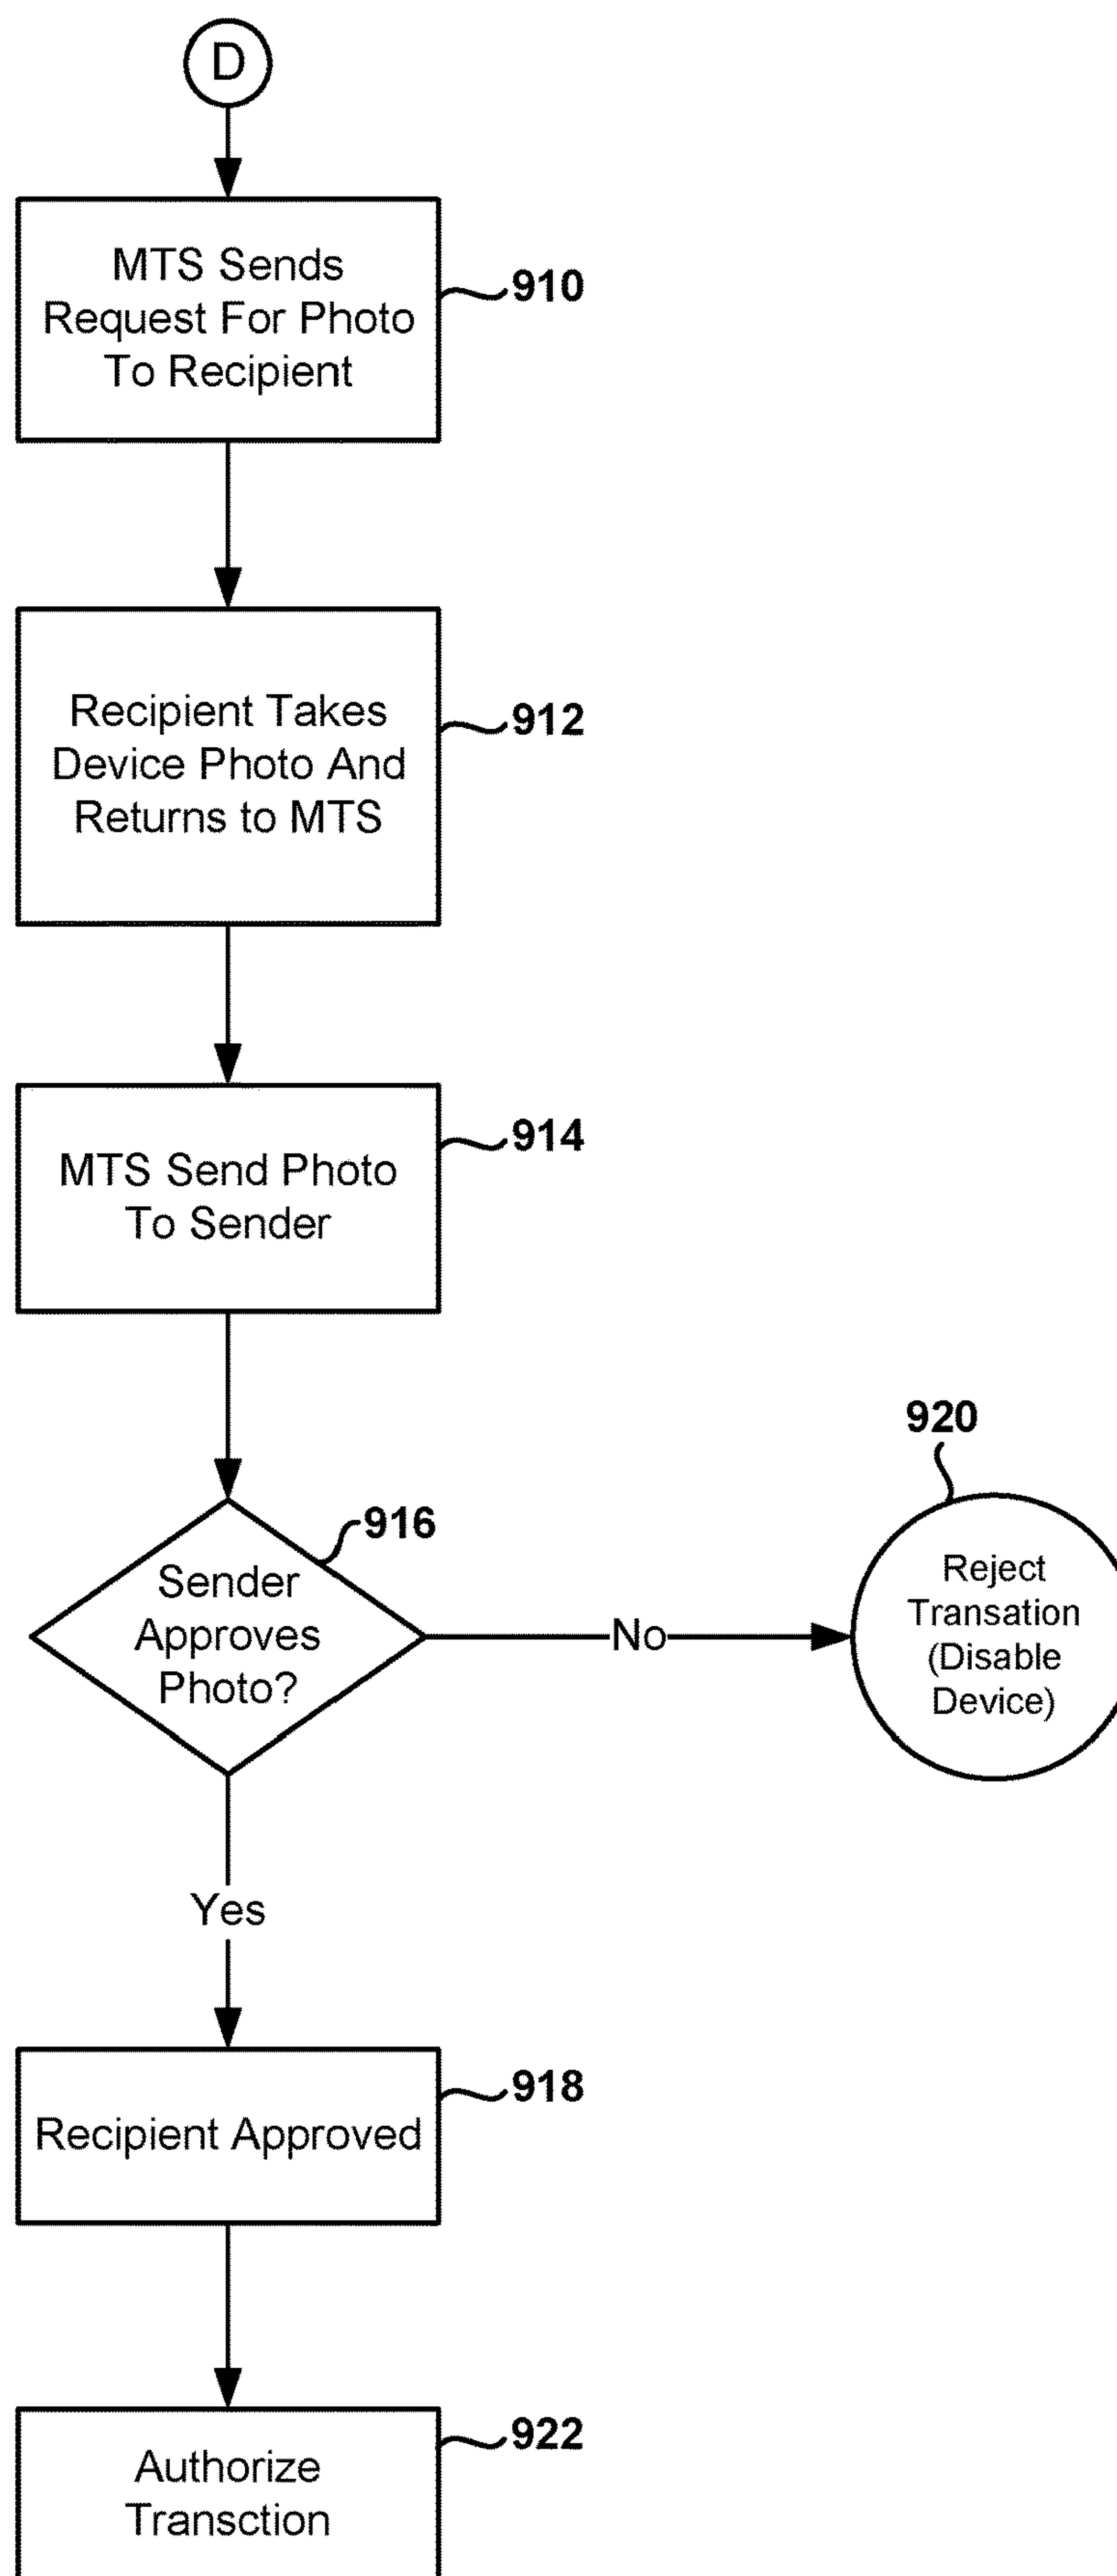 D
MTS Sends
Request For Photo
To Recipient
910
Recipient Takes
Device Photo And
Returns to MTS
912
MTS Send Photo
To Sender
914
920
916
Sender
Approves
Photo?
No
Reject
Transation
(Disable
Device)
Yes
Recipient Approved
918
Authorize
Transction
922